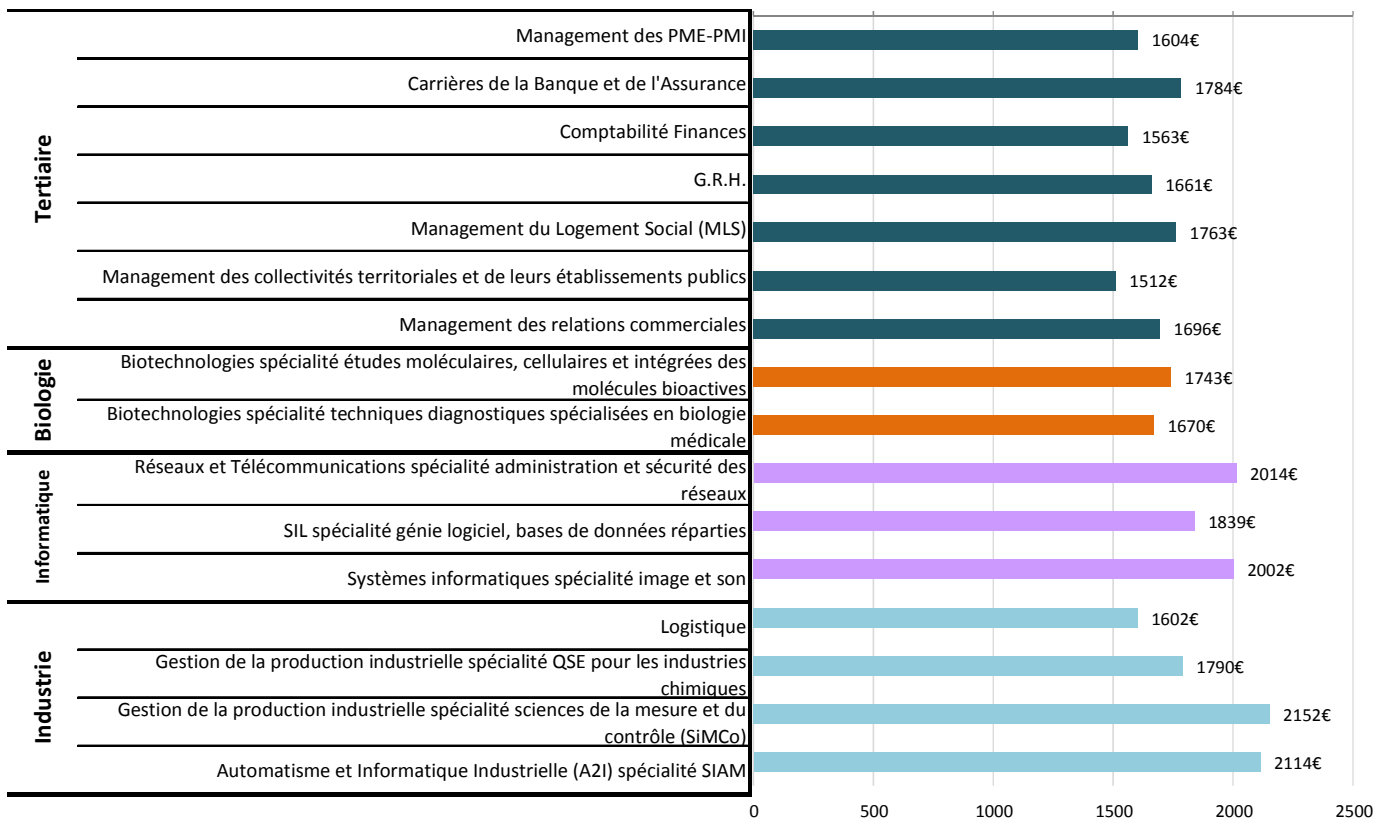 Tertiaire
Management des PME-PMI
1604€
Carrières de la Banque et de l'Assurance
1784€
Comptabilité Finances
1563€
G.R.H.
1661€
Management du Logement Social (MLS)
1763€
Management des collectivités territoriales et de leurs établissements publics
1512€
Management des relations commerciales
1696€
Biologie
Biotechnologies spécialité études moléculaires, cellulaires et intégrées des
molécules bioactives
1743€
Biotechnologies spécialité techniques diagnostiques spécialisées en biologie
médicale
1670€
Informatique
Réseaux et Télécommunications spécialité administration et sécurité des
réseaux
2014€
SIL spécialité génie logiciel, bases de données réparties
1839€
Systèmes informatiques spécialité image et son
2002€
Industrie
Logistique
1602€
Gestion de la production industrielle spécialité QSE pour les industries
chimiques
1790€
Gestion de la production industrielle spécialité sciences de la mesure et du
contrôle (SiMCo)
2152€
Automatisme et Informatique Industrielle (A2I) spécialité SIAM
2114€
0 500 1000 1500 2000 2500